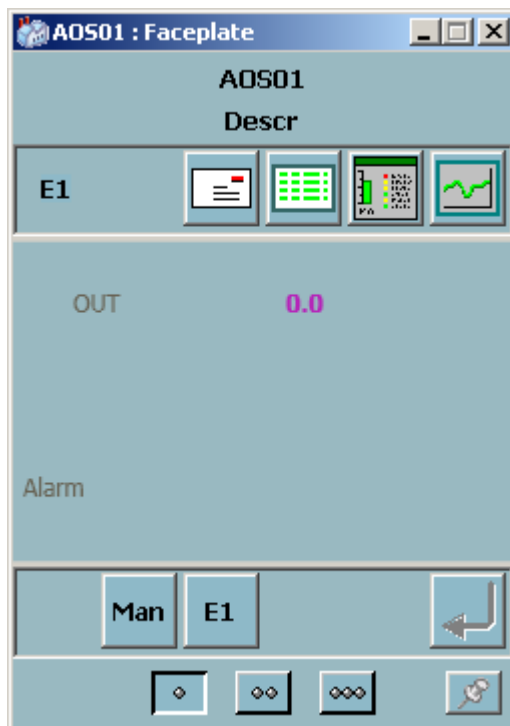 AOS01 : Faceplate
AOS01
Descr
E1
OUT 0.0
Alarm
Man E1